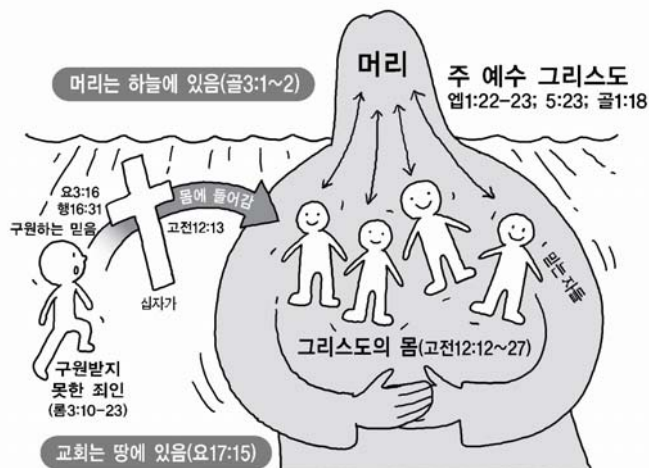 머리
머리는 하늘에 있음(골3:1~2)
주 예수 그리스도
엡1:22-23; 5:23; 골1:18
요3:16
행16:31
구원하는 믿음
몸에 들어감
고전12:13
십자가
믿는 자들
그리스도의 몸(고전12:12~27)
구원받지
못한 죄인
(롬3:10-23)
교회는 땅에 있음(요17:15)